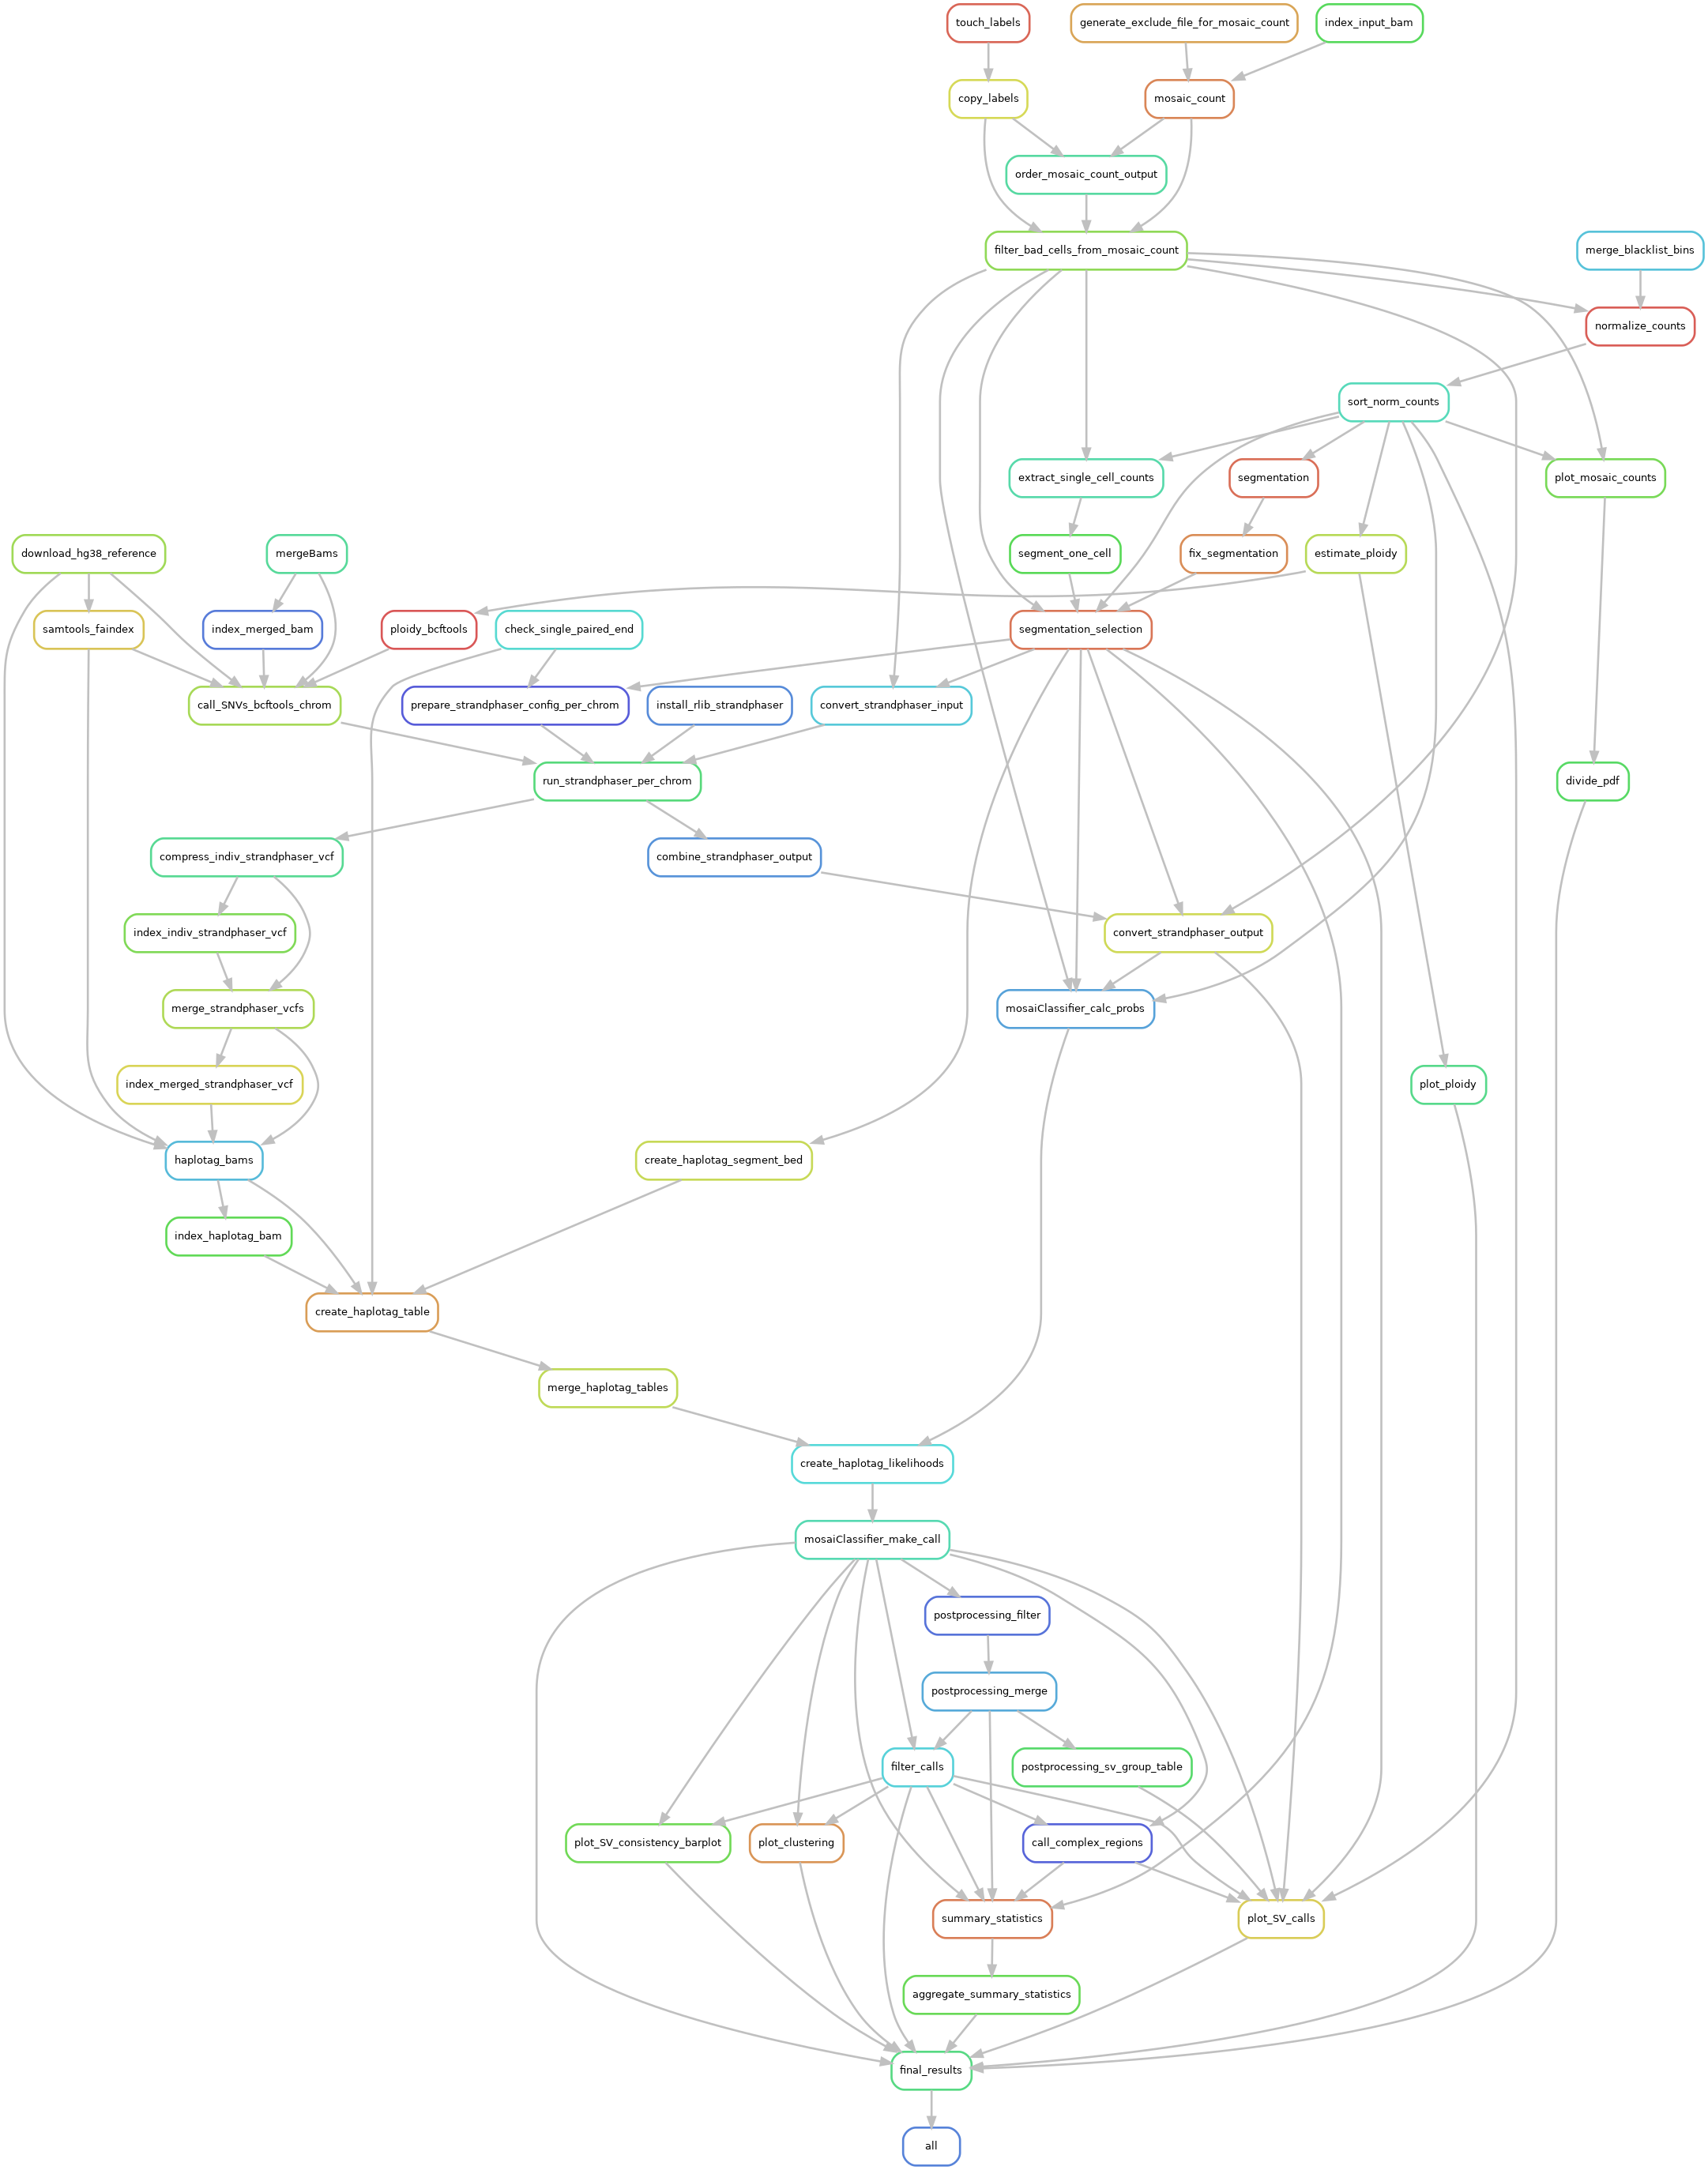 touch_labels
generate_exclude_file_for_mosaic_count
index_input_bam
copy_labels
mosaic_count
order_mosaic_count_output
filter_bad_cells_from_mosaic_count
merge_blacklist_bins
normalize_counts
sort_norm_counts
extract_single_cell_counts
segmentation
plot_mosaic_counts
download_hg38_reference
mergeBams
segment_one_cell
fix_segmentation
estimate_ploidy
samtools_faindex
index_merged_bam
ploidy_bcftools
check_single_paired_end
segmentation_selection
call_SNVs_bcftools_chrom
prepare_strandphaser_config_per_chrom
install_rlib_strandphaser
convert_strandphaser_input
run_strandphaser_per_chrom
divide_pdf
compress_indiv_strandphaser_vcf
combine_strandphaser_output
index_indiv_strandphaser_vcf
convert_strandphaser_output
merge_strandphaser_vcfs
mosaiClassifier_calc_probs
index_merged_strandphaser_vcf
plot_ploidy
haplotag_bams
create_haplotag_segment_bed
index_haplotag_bam
create_haplotag_table
merge_haplotag_tables
create_haplotag_likelihoods
mosaiClassifier_make_call
postprocessing_filter
postprocessing_merge
filter_calls
postprocessing_sv_group_table
plot_SV_consistency_barplot
plot_clustering
call_complex_regions
summary_statistics
plot_SV_calls
aggregate_summary_statistics
final_results
all